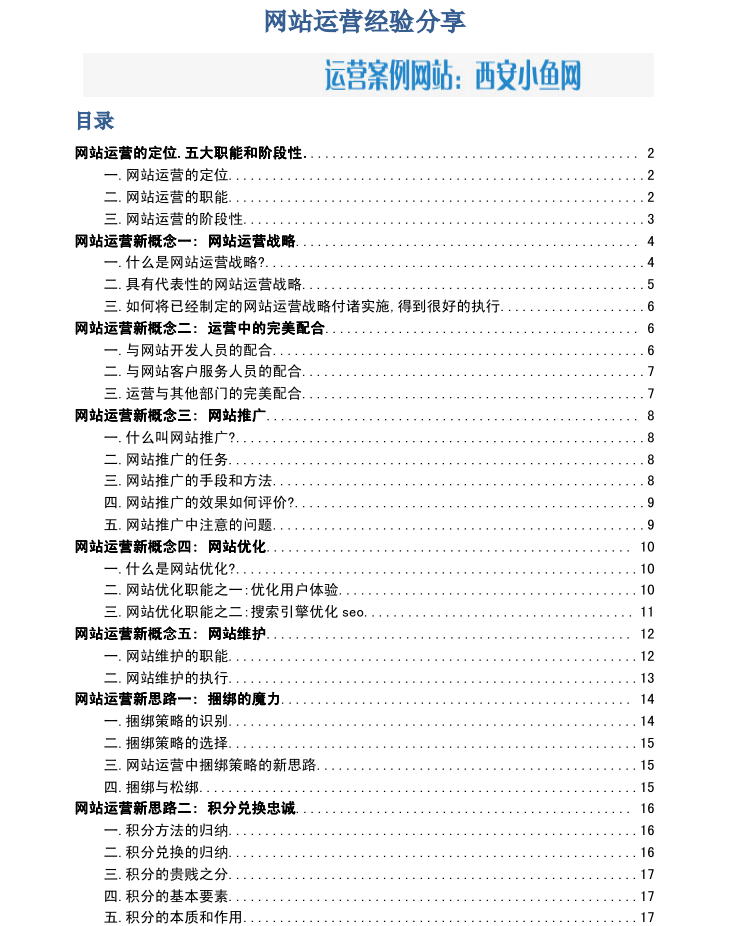 网站运营经验分享
运营案例网站：西安小鱼网
目录
网站运营的定位.五大职能和阶段性.............................................. 2
一.网站运营的定位.........................................................2
二.网站运营的职能.........................................................2
三.网站运营的阶段性.......................................................3
网站运营新概念一：网站运营战略............................................... 4
一.什么是网站运营战略?....................................................4
二.具有代表性的网站运营战略...............................................5
三.如何将已经制定的网站运营战略付诸实施,得到很好的执行....................6
网站运营新概念二：运营中的完美配合........................................... 6
一.与网站开发人员的配合...................................................6
二.与网站客户服务人员的配合...............................................7
三.运营与其他部门的完美配合...............................................7
网站运营新概念三：网站推广................................................... 8
一.什么叫网站推广?........................................................8
二.网站推广的任务.........................................................8
三.网站推广的手段和方法...................................................8
四.网站推广的效果如何评价?................................................9
五.网站推广中注意的问题...................................................9
网站运营新概念四：网站优化.................................................. 10
一.什么是网站优化?.......................................................10
二.网站优化职能之一:优化用户体验.........................................10
三.网站优化职能之二:搜索引擎优化 seo..................................... 11
网站运营新概念五：网站维护.................................................. 12
一.网站维护的职能........................................................12
二.网站维护的执行........................................................13
网站运营新思路一：捆绑的魔力................................................ 14
一.捆绑策略的识别........................................................14
二.捆绑策略的选择........................................................15
三.网站运营中捆绑策略的新思路............................................15
四.捆绑与松绑............................................................15
网站运营新思路二：积分兑换忠诚.............................................. 16
一.积分方法的归纳........................................................16
二.积分兑换的归纳........................................................16
三.积分的贵贱之分........................................................17
四.积分的基本要素........................................................17
五.积分的本质和作用......................................................17